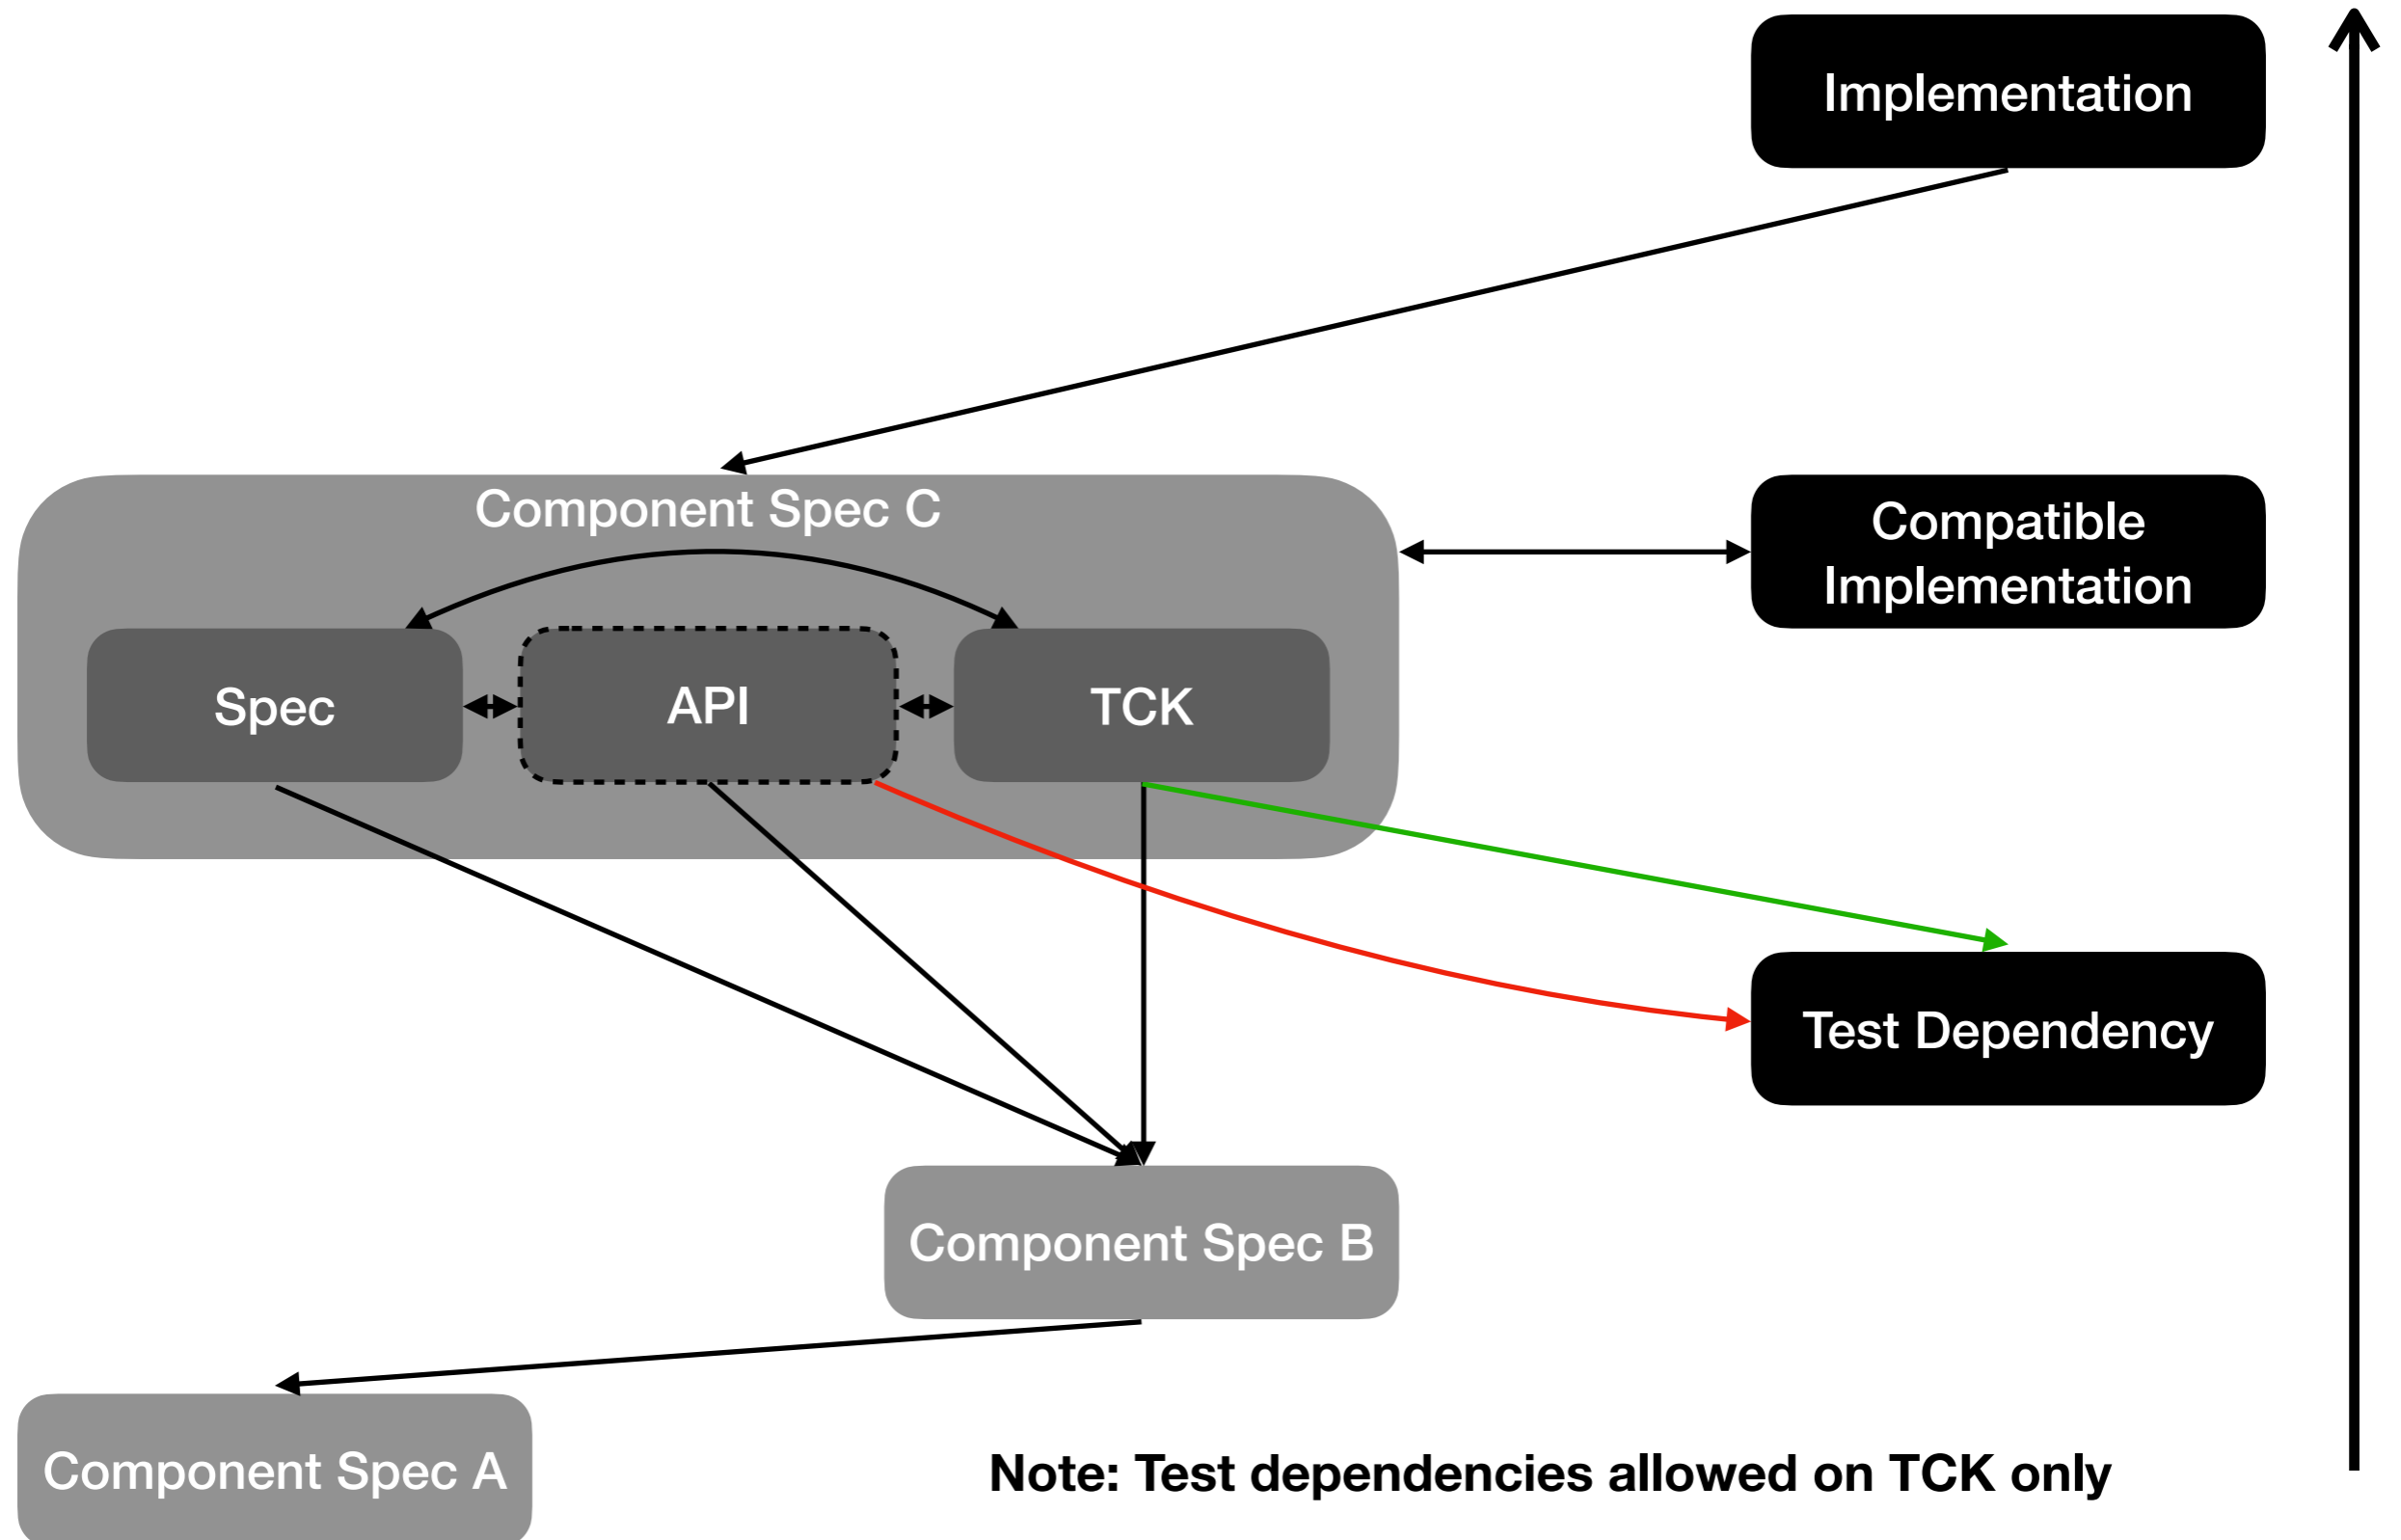 Implementation
Component Spec C
Compatible
Implementation
Spec
API
TCK
Test Dependency
Component Spec B
Component Spec A
Note: Test dependencies allowed on TCK only